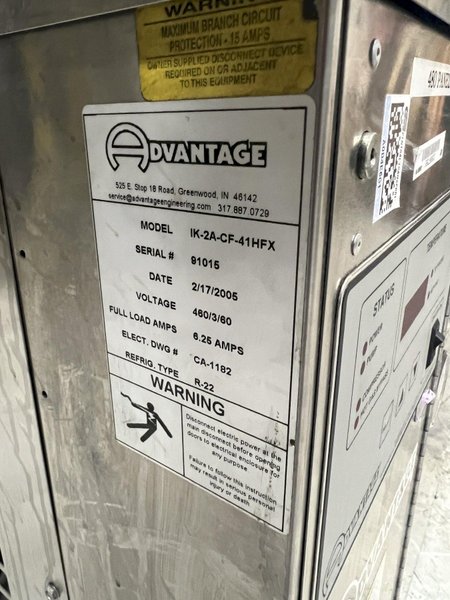 WARNING
MAXIMUM BRANCH CIRCUIT
PROTECTION - 15 AMPS
OWNER SUPPLIED DISCONNECT DEVICE
REQUIRED ON OR ADJACENT
TO THIS EQUIPMENT
ADVANTAGE
525 E. Stop 18 Road, Greenwood, IN 46142
service@advantageengineering.com 317.887.0729
MODEL IK-2A-CF-41HFX
SERIAL # 91015
DATE 2/17/2005
VOLTAGE 460/3/60
FULL LOAD AMPS 6.25 AMPS
ELECT. DWG # CA-1182
REFRIG. TYPE R-22
WARNING
Disconnect electric power at the
main disconnect before opening
doors to electrical enclosure for
any purpose
Failure to follow this instruction
may result in serious personal
injury or death
STATUS
POWER
PUMP
COMPRESSOR